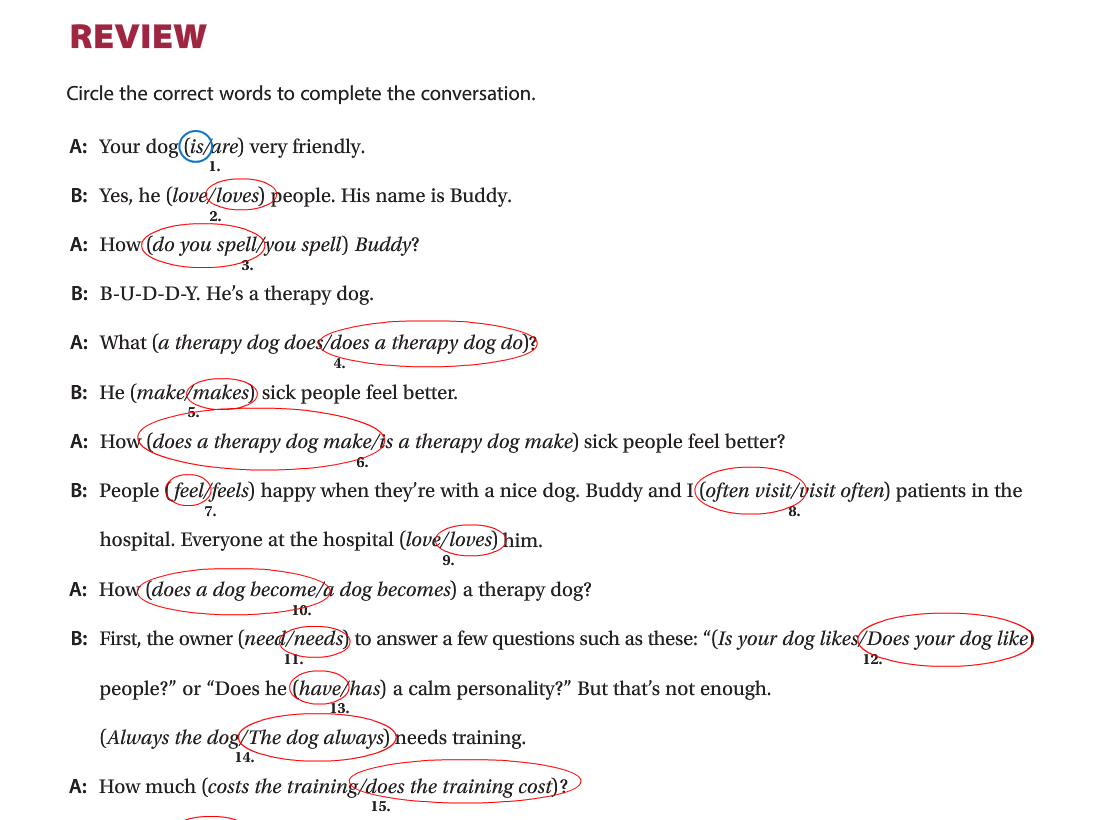 REVIEW
Circle the correct words to complete the conversation.
A: Your dog (is/are) very friendly.
1.
B: Yes, he (love/loves) people. His name is Buddy.
2.
A: How (do you spell/you spell) Buddy?
3.
B: B-U-D-D-Y. He's a therapy dog.
A: What (a therapy dog does/does a therapy dog do)?
4.
B: He (make/makes) sick people feel better.
5.
A: How (does a therapy dog make/is a therapy dog make) sick people feel better?
6.
B: People (feel/feels) happy when they're with a nice dog. Buddy and I (often visit/visit often) patients in the
7. 8.
hospital. Everyone at the hospital (love/loves) him.
9.
A: How (does a dog become/a dog becomes) a therapy dog?
10.
B: First, the owner (need/needs) to answer a few questions such as these: “(Is your dog likes/Does your dog like)
11. 12.
people?” or “Does he (have/has) a calm personality?” But that's not enough.
13.
(Always the dog/The dog always) needs training.
14.
A: How much (costs the training/does the training cost)?
15.